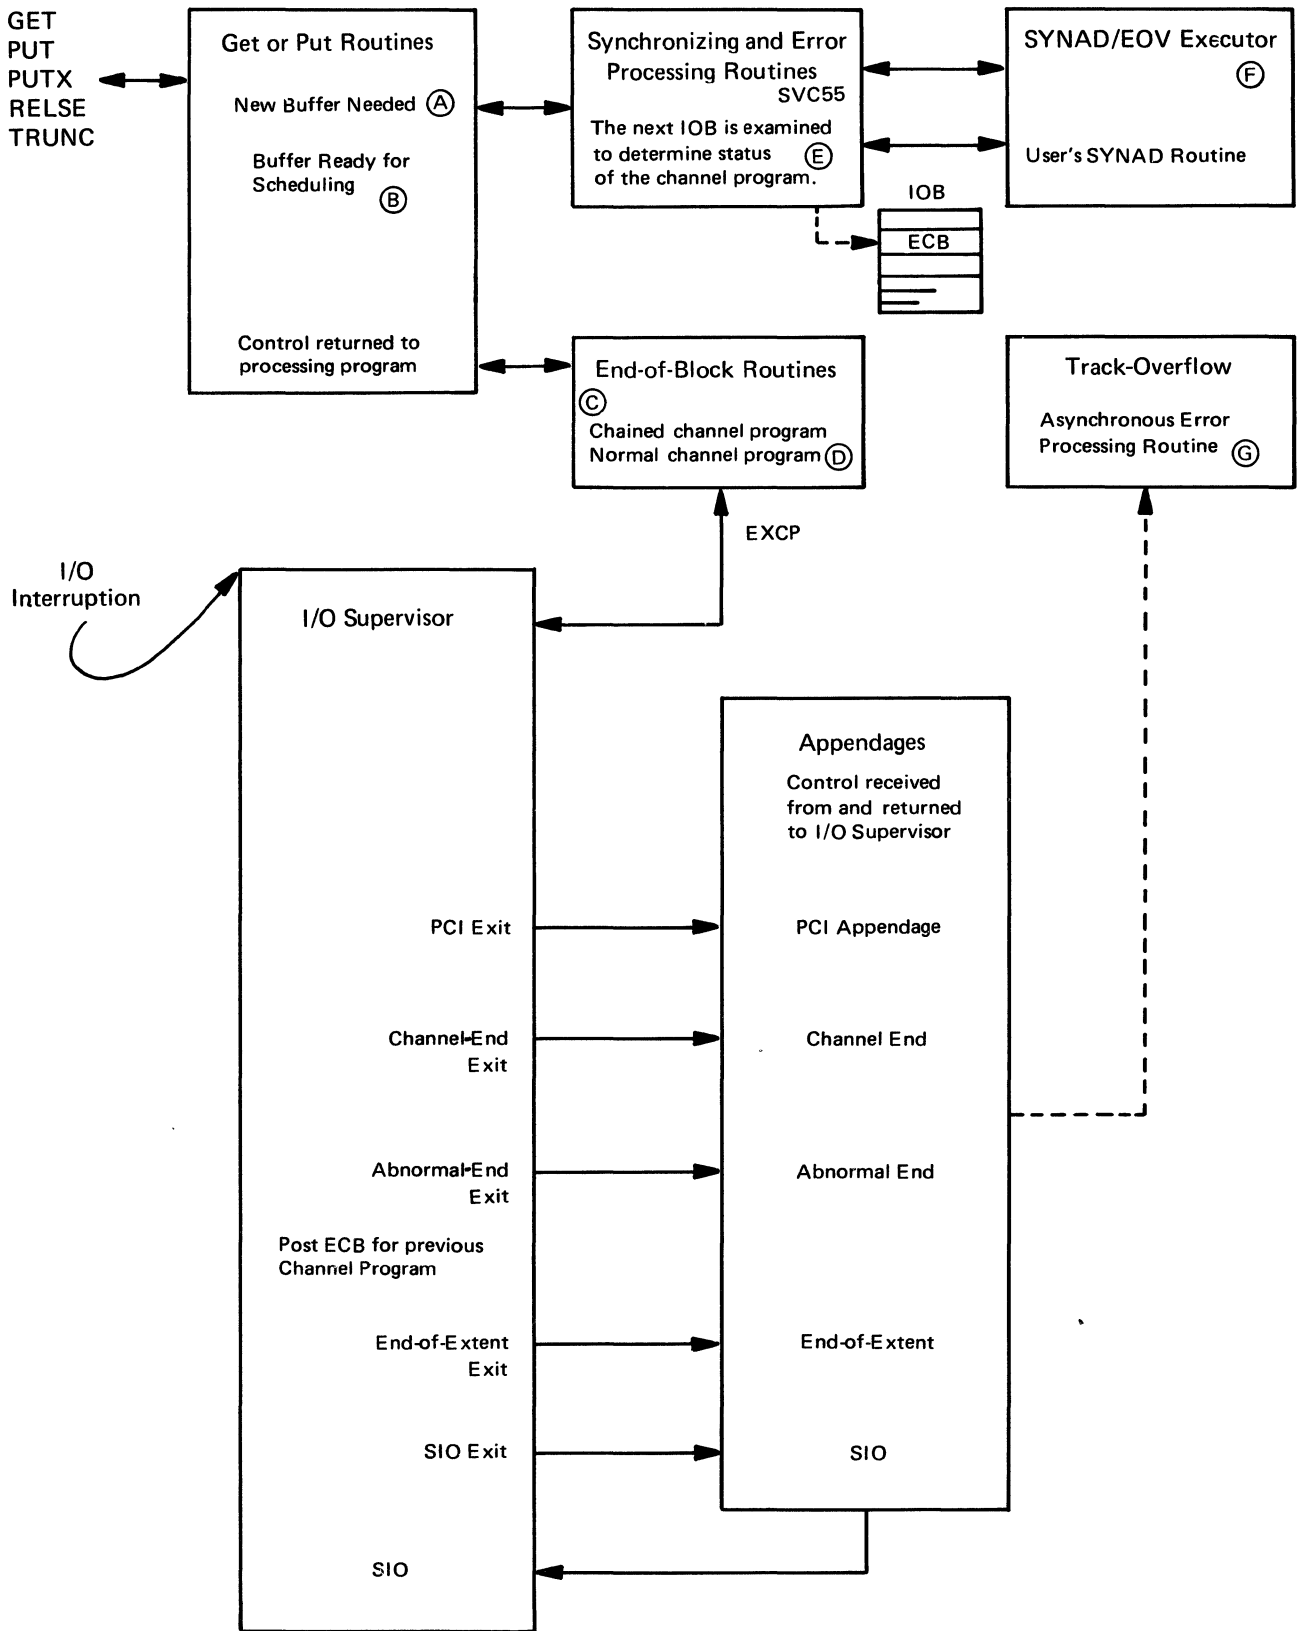 GET
PUT
PUTX
RELSE
TRUNC
Get or Put Routines
New Buffer Needed A
Buffer Ready for
Scheduling
B
Control returned to
processing program
Synchronizing and Error
Processing Routines
SVC55
The next IOB is examined
to determine status E
of the channel program.
SYNAD/EOV Executor
F
User's SYNAD Routine
IOB
ECB
End-of-Block Routines
C
Chained channel program
Normal channel program D
Track-Overflow
Asynchronous Error
Processing Routine G
EXCP
I/O
Interruption
I/O Supervisor
Appendages
Control received
from and returned
to I/O Supervisor
PCI Exit
PCI Appendage
Channel-End
Exit
Channel End
Abnormal-End
Exit
Abnormal End
Post ECB for previous
Channel Program
End-of-Extent
Exit
End-of-Extent
SIO Exit
SIO
SIO